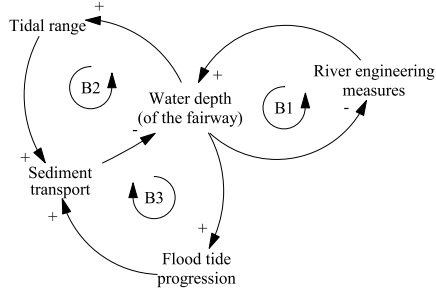 +
Tidal range
B2
+
River engineering
measures
-
Water depth
(of the fairway)
B1
-
+
Sediment
transport
B3
+
+
Flood tide
progression